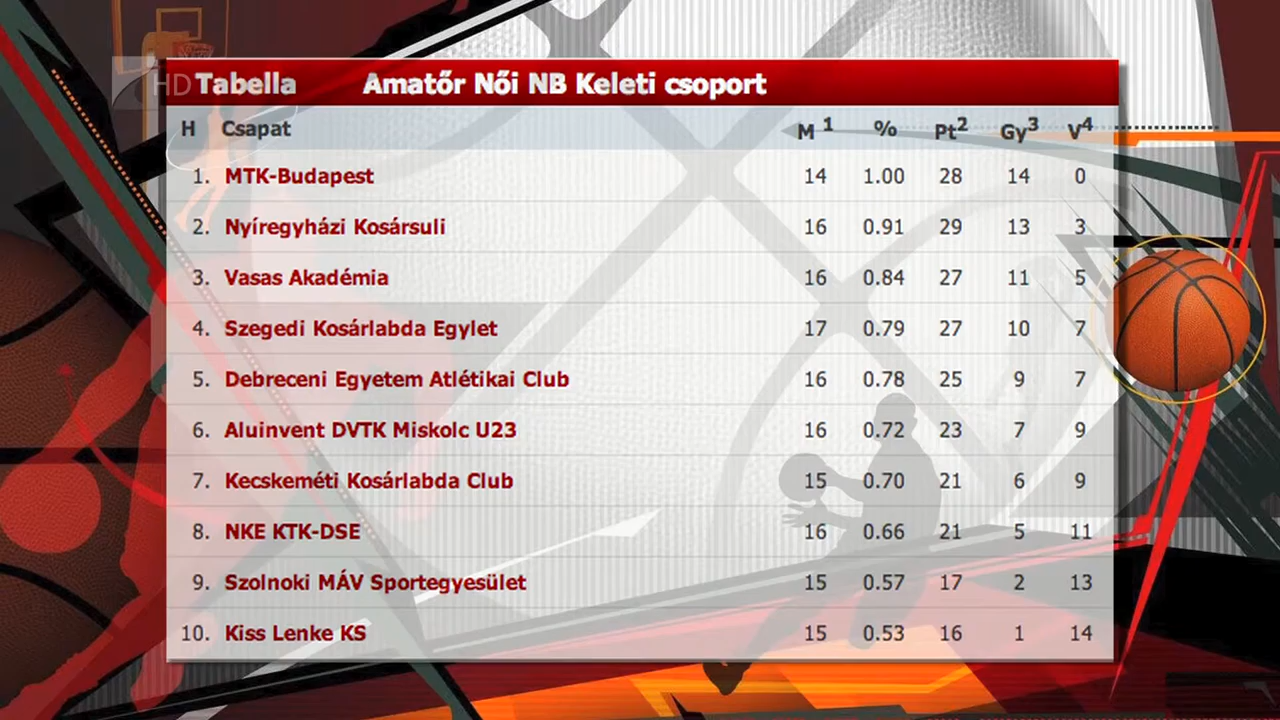 HD
Tabella Amatőr Női NB Keleti csoport
H Csapat M 1 % Pt2 Gy3 V4
1. MTK-Budapest 14 1.00 28 14 0
2. Nyíregyházi Kosársuli 16 0.91 29 13 3
3. Vasas Akadémia 16 0.84 27 11 5
4. Szegedi Kosárlabda Egylet 17 0.79 27 10 7
5. Debreceni Egyetem Atlétikai Club 16 0.78 25 9 7
6. Aluinvent DVTK Miskolc U23 16 0.72 23 7 9
7. Kecskeméti Kosárlabda Club 15 0.70 21 6 9
8. NKE KTK-DSE 16 0.66 21 5 11
9. Szolnoki MÁV Sportegyesület 15 0.57 17 2 13
10. Kiss Lenke KS 15 0.53 16 1 14